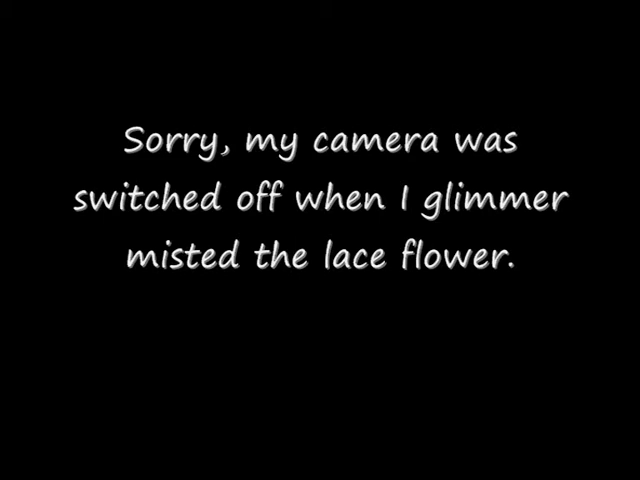 Sorry, my camera was
switched off when I glimmer
misted the lace flower.